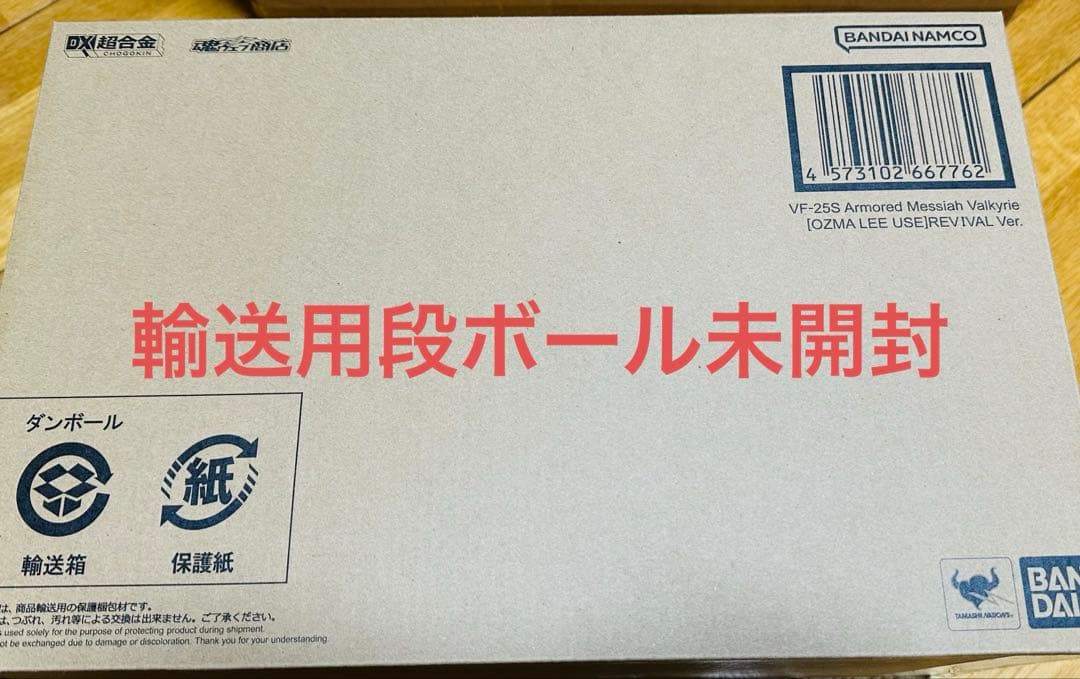 DX超合金
CHOGOKIN
魂ウェブ商店
BANDAI NAMCO
4 573102 667762
VF-25S Armored Messiah Valkyrie
[OZMA LEE USE]REVIVAL Ver.
輸送用段ボール未開封
ダンボール
紙
輸送箱
保護紙
は、商品輸送用の保護梱包材です。
は、つぶれ、汚れ等による交換は出来ません。ご了承ください。
s used solely for the purpose of protecting product during shipment.
ot be exchanged due to damage or discoloration. Thank you for your understanding.
TAMASHII NATIONS
BAN
DAI